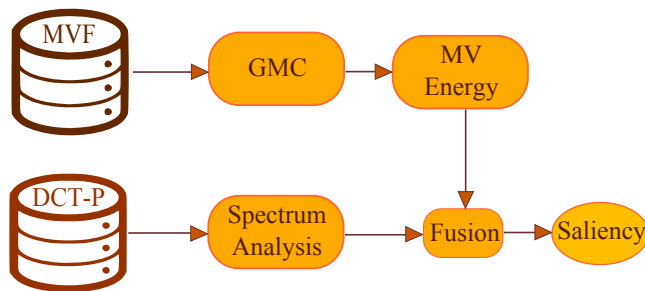 MVF
GMC
MV
Energy
DCT-P
Spectrum
Analysis
Fusion
Saliency